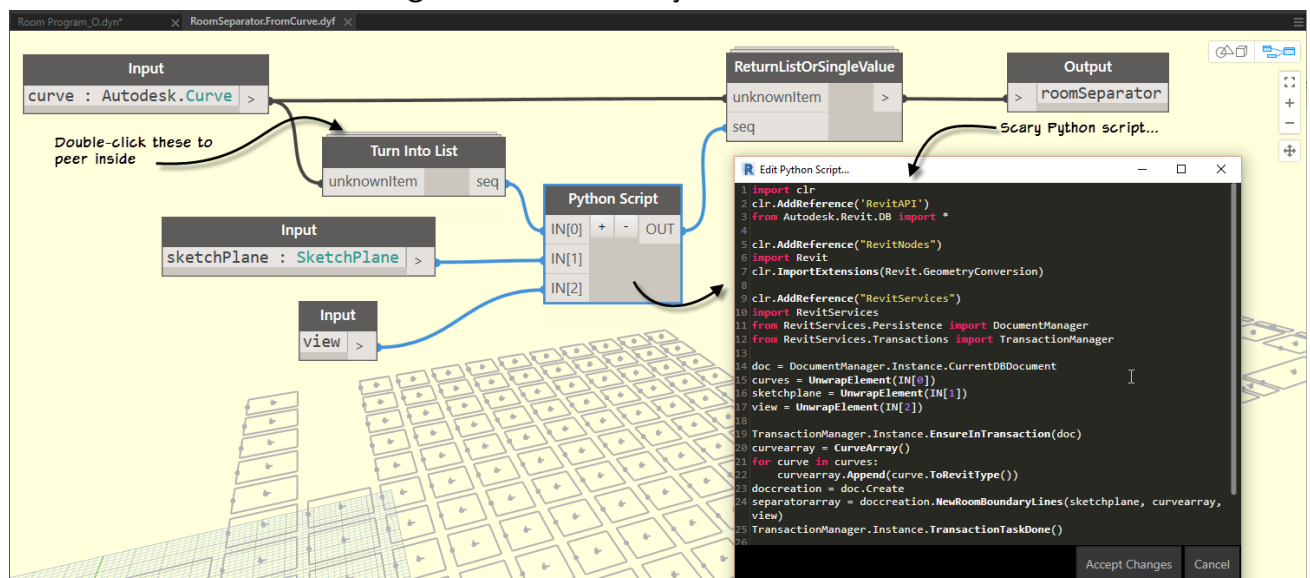 Room Program_O.dyn* × RoomSeparator.FromCurve.dyf ×
Input
curve : Autodesk.Curve >
Double-click these to
peer inside
Turn Into List
unknownItem seq
Input
sketchPlane : SketchPlane >
Input
view >
Python Script
IN[0] + - OUT
IN[1]
IN[2]
ReturnListOrSingleValue
unknownItem >
seq
Output
> roomSeparator
Scary Python script...
R Edit Python Script...
1 import clr
2 clr.AddReference('RevitAPI')
3 from Autodesk.Revit.DB import *
4
5 clr.AddReference("RevitNodes")
6 import Revit
7 clr.ImportExtensions(Revit.GeometryConversion)
8
9 clr.AddReference("RevitServices")
10 import RevitServices
11 from RevitServices.Persistence import DocumentManager
12 from RevitServices.Transactions import TransactionManager
13
14 doc = DocumentManager.Instance.CurrentDBDocument
15 curves = UnwrapElement(IN[0])
16 sketchplane = UnwrapElement(IN[1])
17 view = UnwrapElement(IN[2])
18
19 TransactionManager.Instance.EnsureInTransaction(doc)
20 curvearray = CurveArray()
21 for curve in curves:
22 curvearray.Append(curve.ToRevitType())
23 doccreation = doc.Create
24 separatorarray = doccreation.NewRoomBoundaryLines(sketchplane, curvearray,
view)
25 TransactionManager.Instance.TransactionTaskDone()
26
Accept Changes Cancel